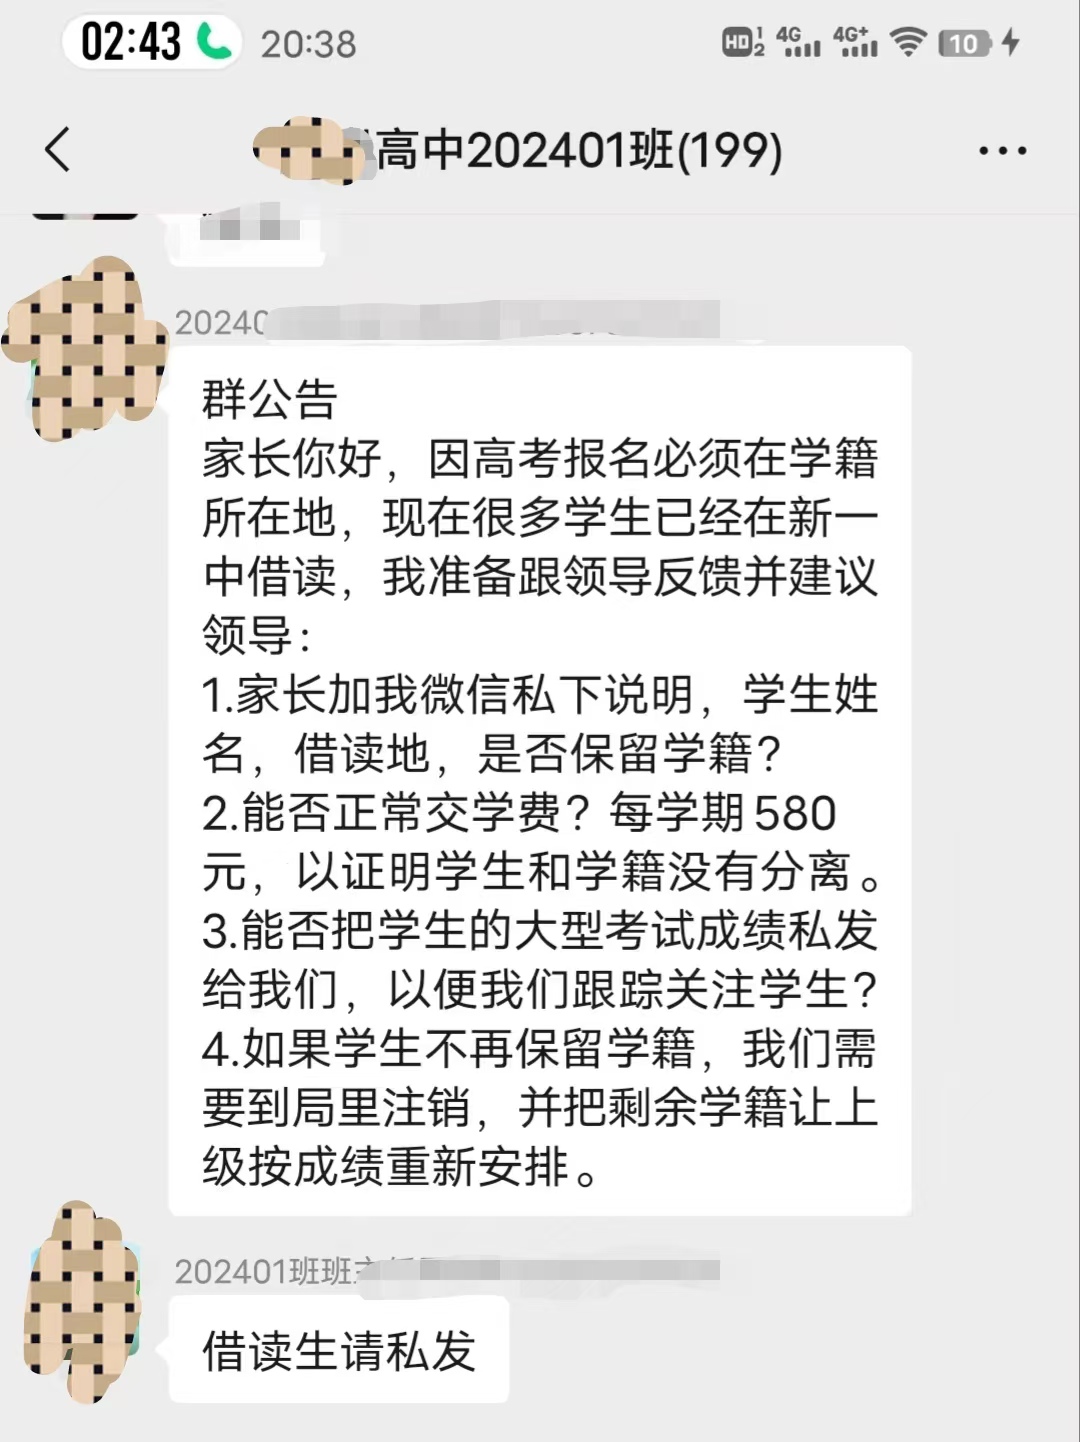 02:43 20:38 HD 1 2 4G 4G+ 10
高中202401班(199)
20240
群公告
家长你好，因高考报名必须在学籍
所在地，现在很多学生已经在新一
中借读，我准备跟领导反馈并建议
领导：
1.家长加我微信私下说明，学生姓
名，借读地，是否保留学籍？
2.能否正常交学费？每学期580
元，以证明学生和学籍没有分离。
3.能否把学生的大型考试成绩私发
给我们，以便我们跟踪关注学生？
4.如果学生不再保留学籍，我们需
要到局里注销，并把剩余学籍让上
级按成绩重新安排。
202401班班主
借读生请私发